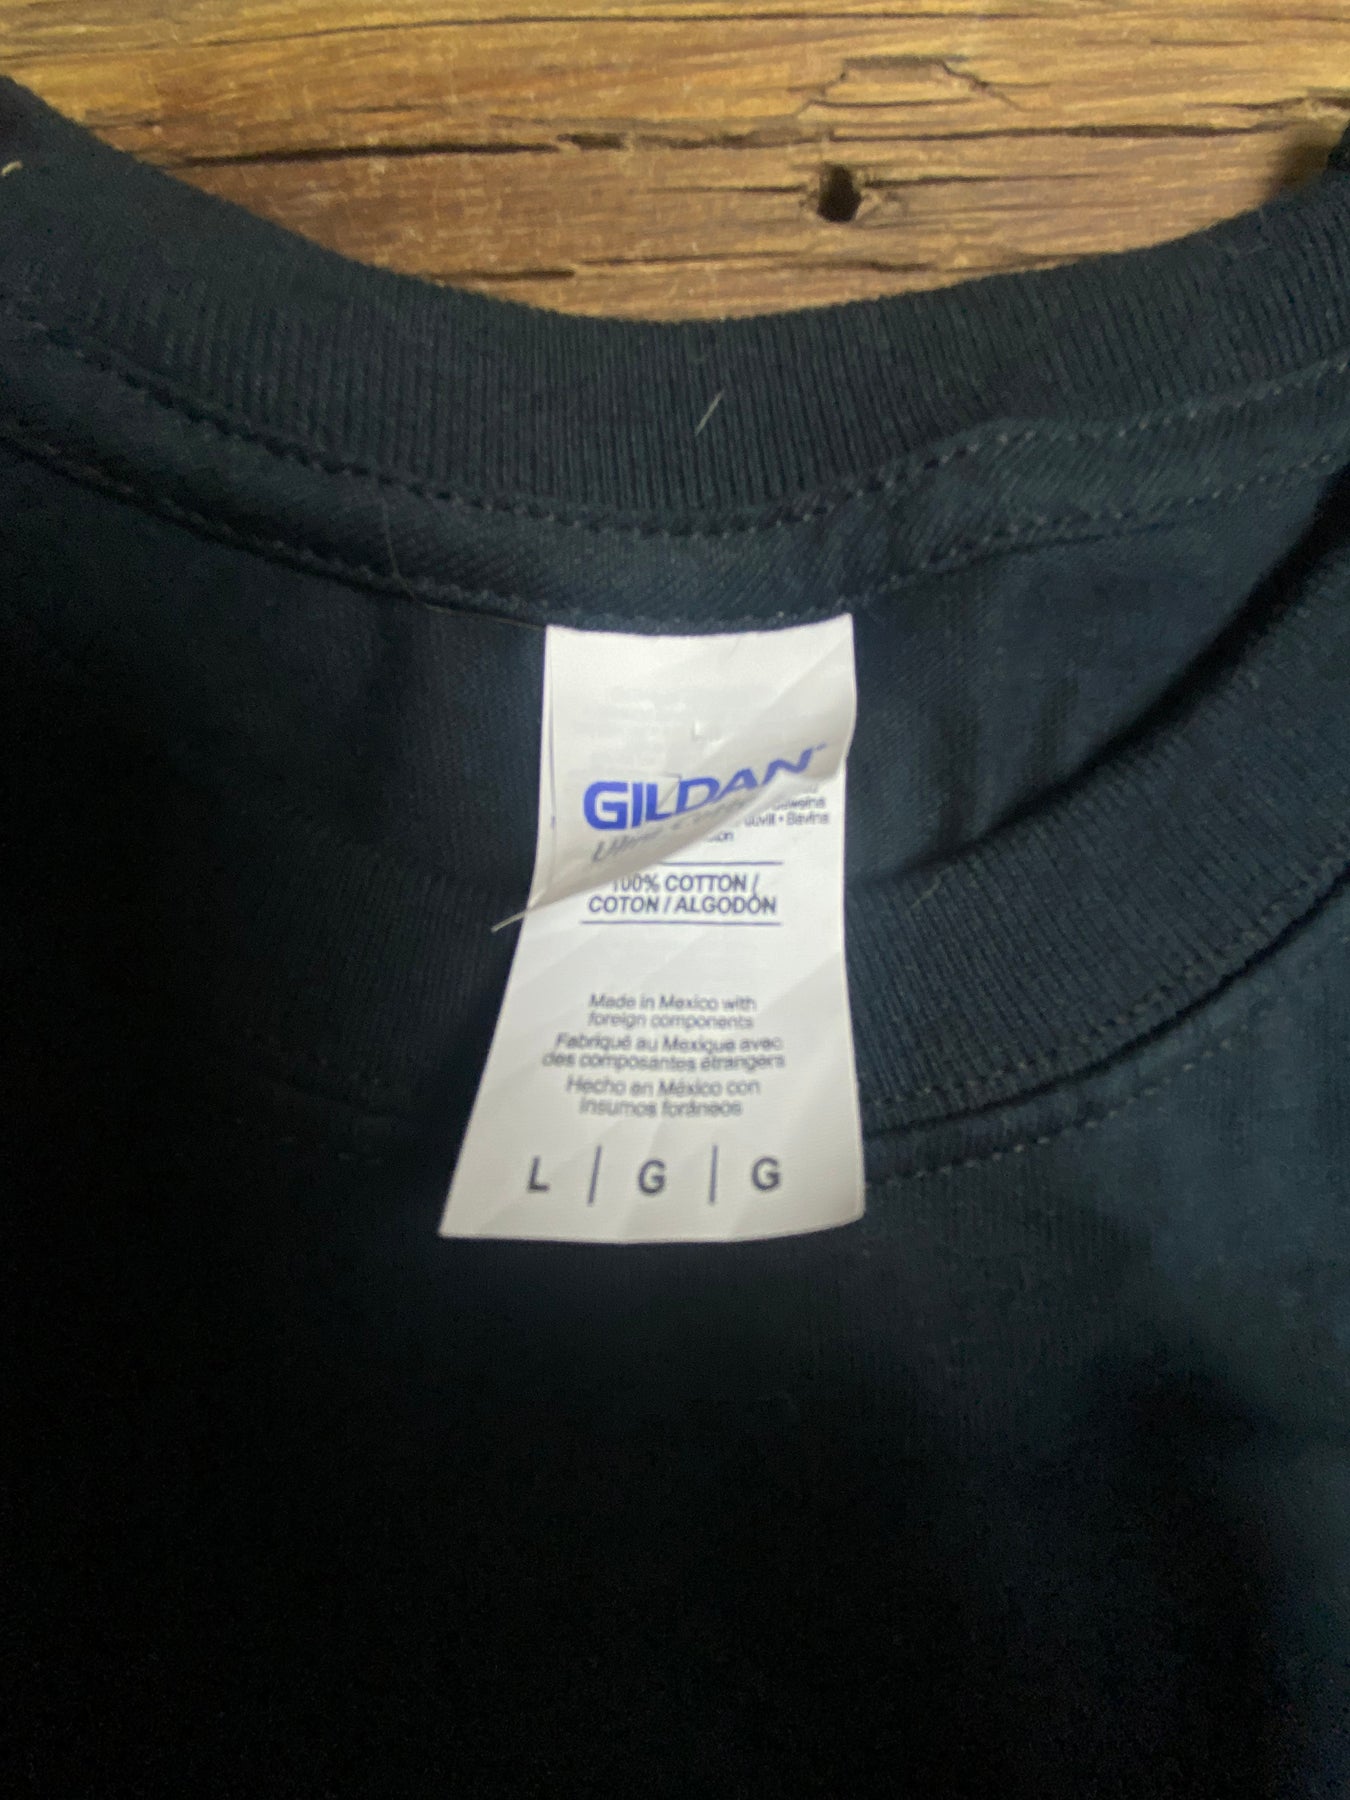 GILDAN
100% COTTON /
COTON / ALGODÓN
Made in Mexico with
foreign components
Fabriqué au Mexique avec
des composantes étrangers
Hecho en México con
insumos foráneos
L | G | G